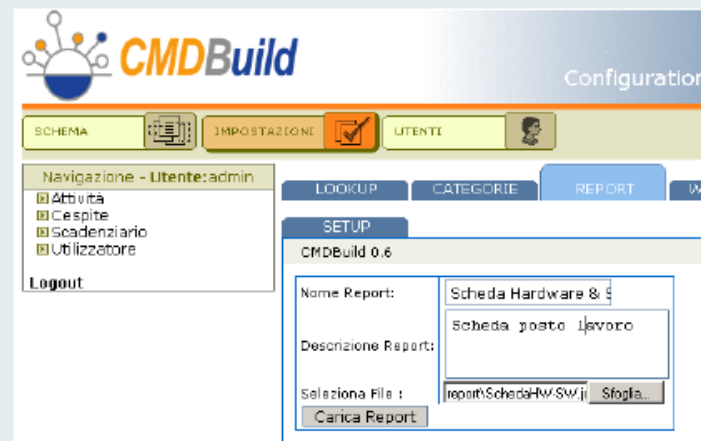 CMDBuild
Configuration
SCHEMA
IMPOSTAZIONI
UTENTI
Navigazione - Utente:admin
Attività
Cespite
Scadenziario
Utilizzatore
Logout
LOOKUP
CATEGORIE
REPORT
W
SETUP
CMDBuild 0.6
Nome Report:
Scheda Hardware & S
Descrizione Report:
Scheda posto lavoro
Seleziona File :
report\SchedaHW-SW.j
Sfoglia...
Carica Report